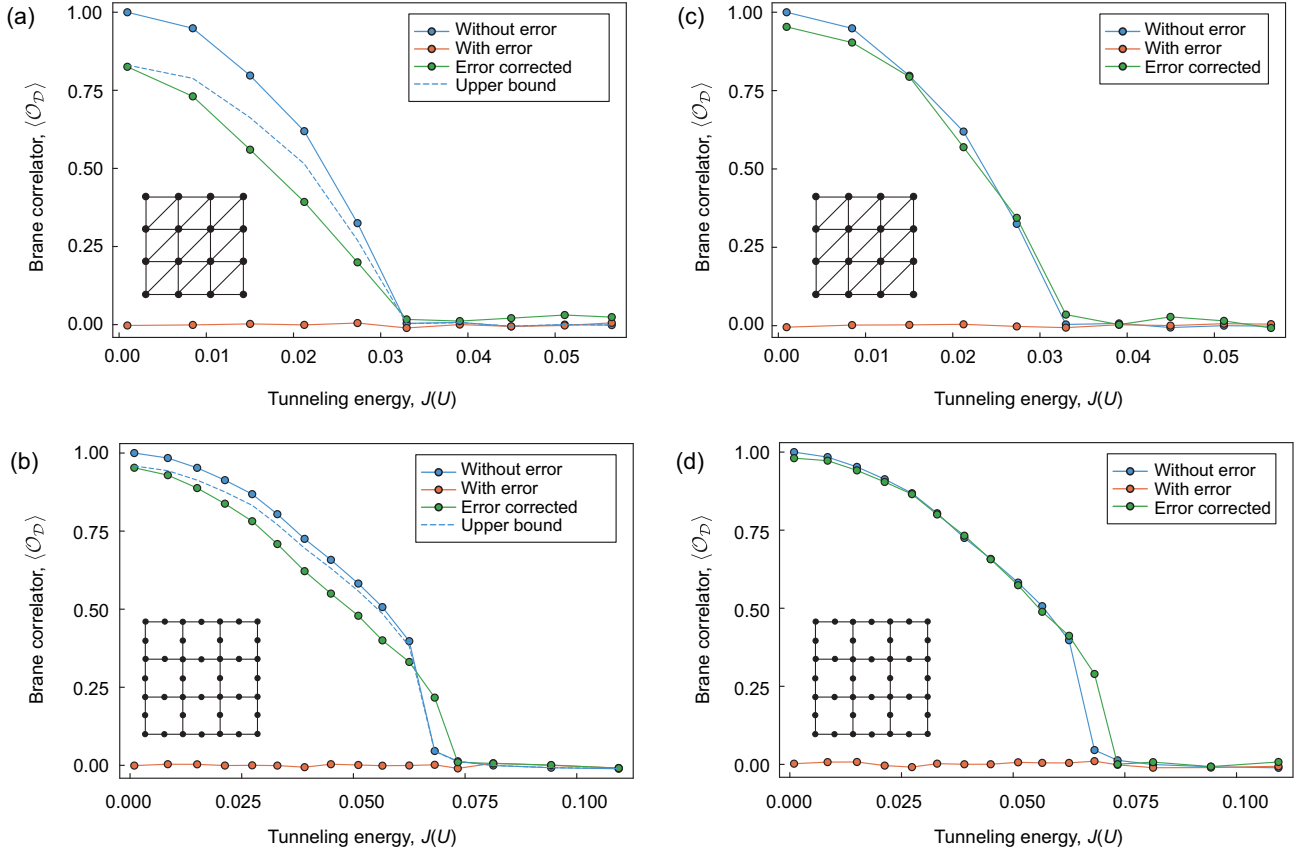 (a)
1.00
0.75
0.50
0.25
0.00
Brane correlator, ⟨𝒪_𝒟⟩
Without error
With error
Error corrected
Upper bound
0.00 0.01 0.02 0.03 0.04 0.05
Tunneling energy, J(U)
(c)
1.00
0.75
0.50
0.25
0.00
Brane correlator, ⟨𝒪_𝒟⟩
Without error
With error
Error corrected
0.00 0.01 0.02 0.03 0.04 0.05
Tunneling energy, J(U)
(b)
1.00
0.75
0.50
0.25
0.00
Brane correlator, ⟨𝒪_𝒟⟩
Without error
With error
Error corrected
Upper bound
0.000 0.025 0.050 0.075 0.100
Tunneling energy, J(U)
(d)
1.00
0.75
0.50
0.25
0.00
Brane correlator, ⟨𝒪_𝒟⟩
Without error
With error
Error corrected
0.000 0.025 0.050 0.075 0.100
Tunneling energy, J(U)